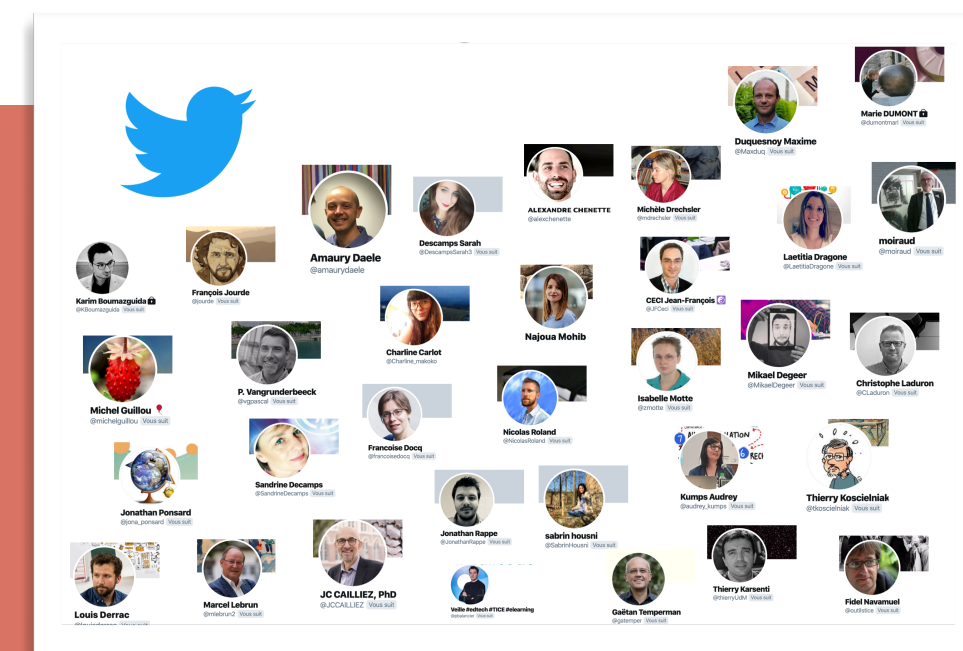 Marie DUMONT
@dumontmarl Vous suit
Duquesnoy Maxime
@Maxduq Vous suit
ALEXANDRE CHENETTE
@alexchenette
Michèle Drechsler
@mdrechsler Vous suit
Descamps Sarah
@DescampsSarah3 Vous suit
Amaury Daele
@amaurydaele
moiraud
@moiraud Vous suit
Laetitia Dragone
@LaetitiaDragone Vous suit
Karim Boumazguida
@KBoumazguida Vous suit
François Jourde
@jourde Vous suit
CECI Jean-François
@JFCeci Vous suit
Najoua Mohib
Charline Carlot
@Charline_makoko
P. Vangrunderbeeck
@vgpascal Vous suit
Mikael Degeer
@MikaelDegeer Vous suit
Christophe Laduron
@CLaduron Vous suit
Isabelle Motte
@zmotte Vous suit
Michel Guillou
@michelguillou Vous suit
Nicolas Roland
@NicolasRoland Vous suit
Francoise Docq
@francoisedocq Vous suit
Sandrine Decamps
@SandrineDecamps Vous suit
7
6
Kumps Audrey
@audrey_kumps Vous suit
Thierry Koscielniak
@tkoscielniak Vous suit
Jonathan Ponsard
@jona_ponsard Vous suit
Jonathan Rappe
@JonathanRappe Vous suit
sabrin housni
@SabrinHousni Vous suit
JC CAILLIEZ, PhD
@JCCAILLIEZ Vous suit
Thierry Karsenti
@thierryUdM Vous suit
Fidel Navamuel
@outilstice Vous suit
Marcel Lebrun
@mlebrun2 Vous suit
Louis Derrac
Veille #edtech #TICE #elearning
Vous suit
Gaëtan Temperman
@gatemper Vous suit